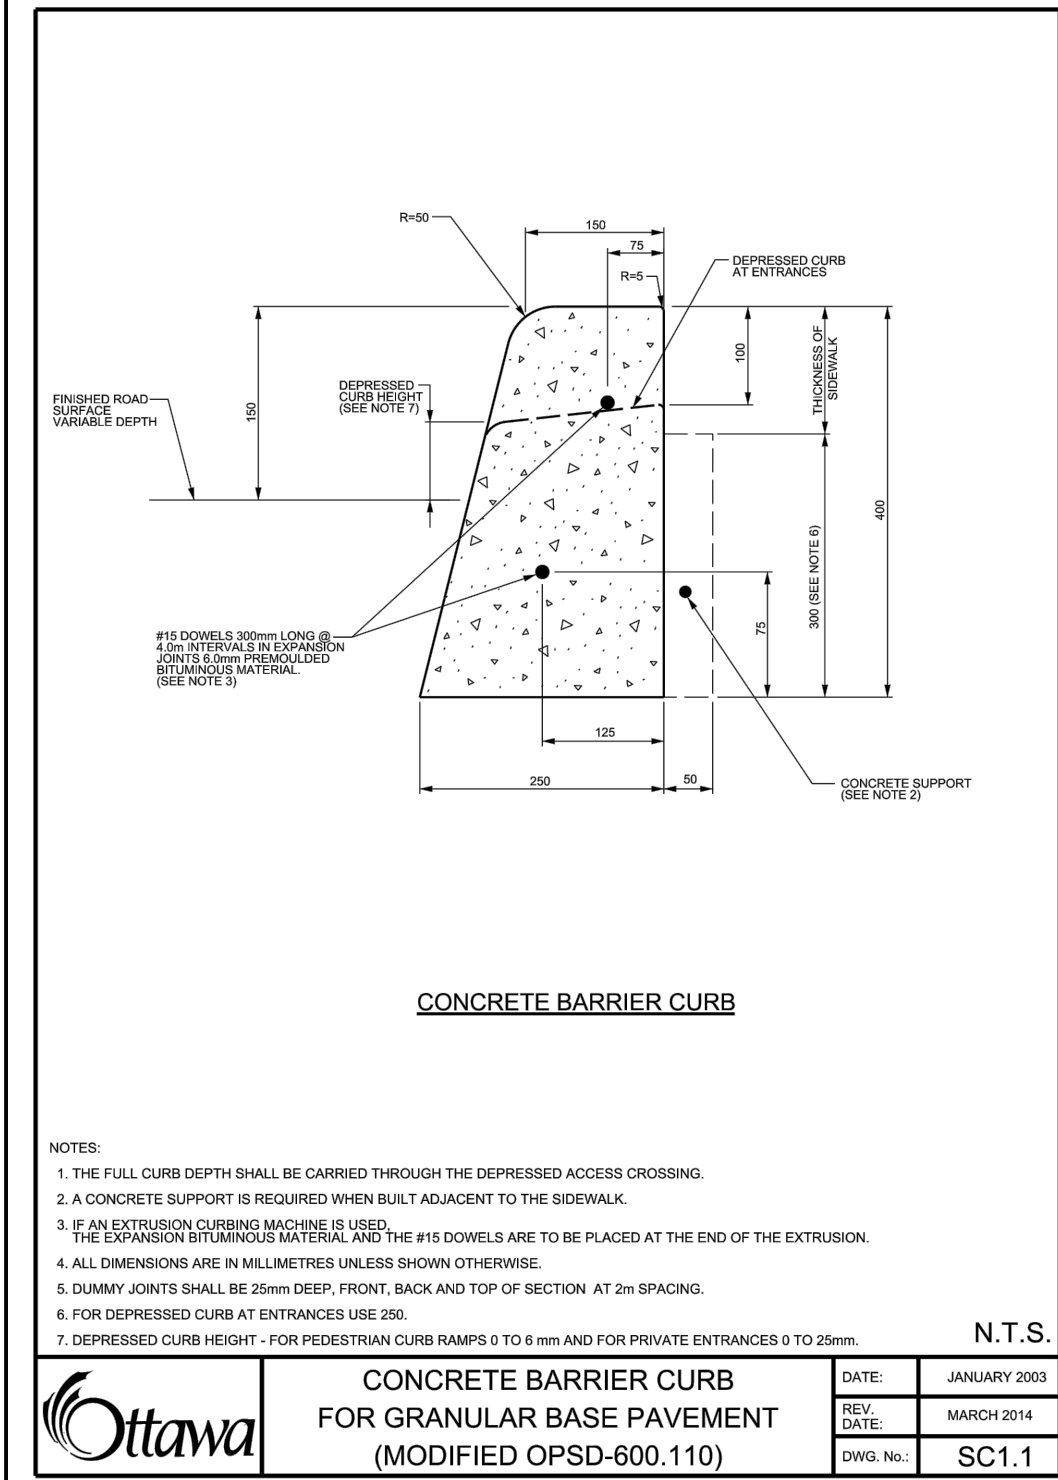 R=50
150
75
R=5
DEPRESSED CURB
AT ENTRANCES
FINISHED ROAD
SURFACE
VARIABLE DEPTH
150
DEPRESSED
CURB HEIGHT
(SEE NOTE 7)
100
THICKNESS OF
SIDEWALK
400
300 (SEE NOTE 6)
75
#15 DOWELS 300mm LONG @
4.0m INTERVALS IN EXPANSION
JOINTS 6.0mm PREMOULDED
BITUMINOUS MATERIAL.
(SEE NOTE 3)
125
250
50
CONCRETE SUPPORT
(SEE NOTE 2)
CONCRETE BARRIER CURB
NOTES:
1. THE FULL CURB DEPTH SHALL BE CARRIED THROUGH THE DEPRESSED ACCESS CROSSING.
2. A CONCRETE SUPPORT IS REQUIRED WHEN BUILT ADJACENT TO THE SIDEWALK.
3. IF AN EXTRUSION CURBING MACHINE IS USED,
THE EXPANSION BITUMINOUS MATERIAL AND THE #15 DOWELS ARE TO BE PLACED AT THE END OF THE EXTRUSION.
4. ALL DIMENSIONS ARE IN MILLIMETRES UNLESS SHOWN OTHERWISE.
5. DUMMY JOINTS SHALL BE 25mm DEEP, FRONT, BACK AND TOP OF SECTION AT 2m SPACING.
6. FOR DEPRESSED CURB AT ENTRANCES USE 250.
7. DEPRESSED CURB HEIGHT - FOR PEDESTRIAN CURB RAMPS 0 TO 6 mm AND FOR PRIVATE ENTRANCES 0 TO 25mm.
N.T.S.
Ottawa
CONCRETE BARRIER CURB
FOR GRANULAR BASE PAVEMENT
(MODIFIED OPSD-600.110)
DATE: JANUARY 2003
REV.
DATE: MARCH 2014
DWG. No.: SC1.1